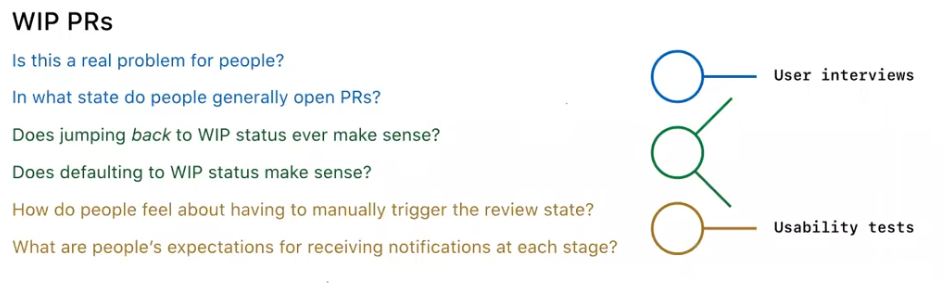 WIP PRs
Is this a real problem for people?
In what state do people generally open PRs?
Does jumping back to WIP status ever make sense?
Does defaulting to WIP status make sense?
How do people feel about having to manually trigger the review state?
What are people’s expectations for receiving notifications at each stage?
User interviews
Usability tests